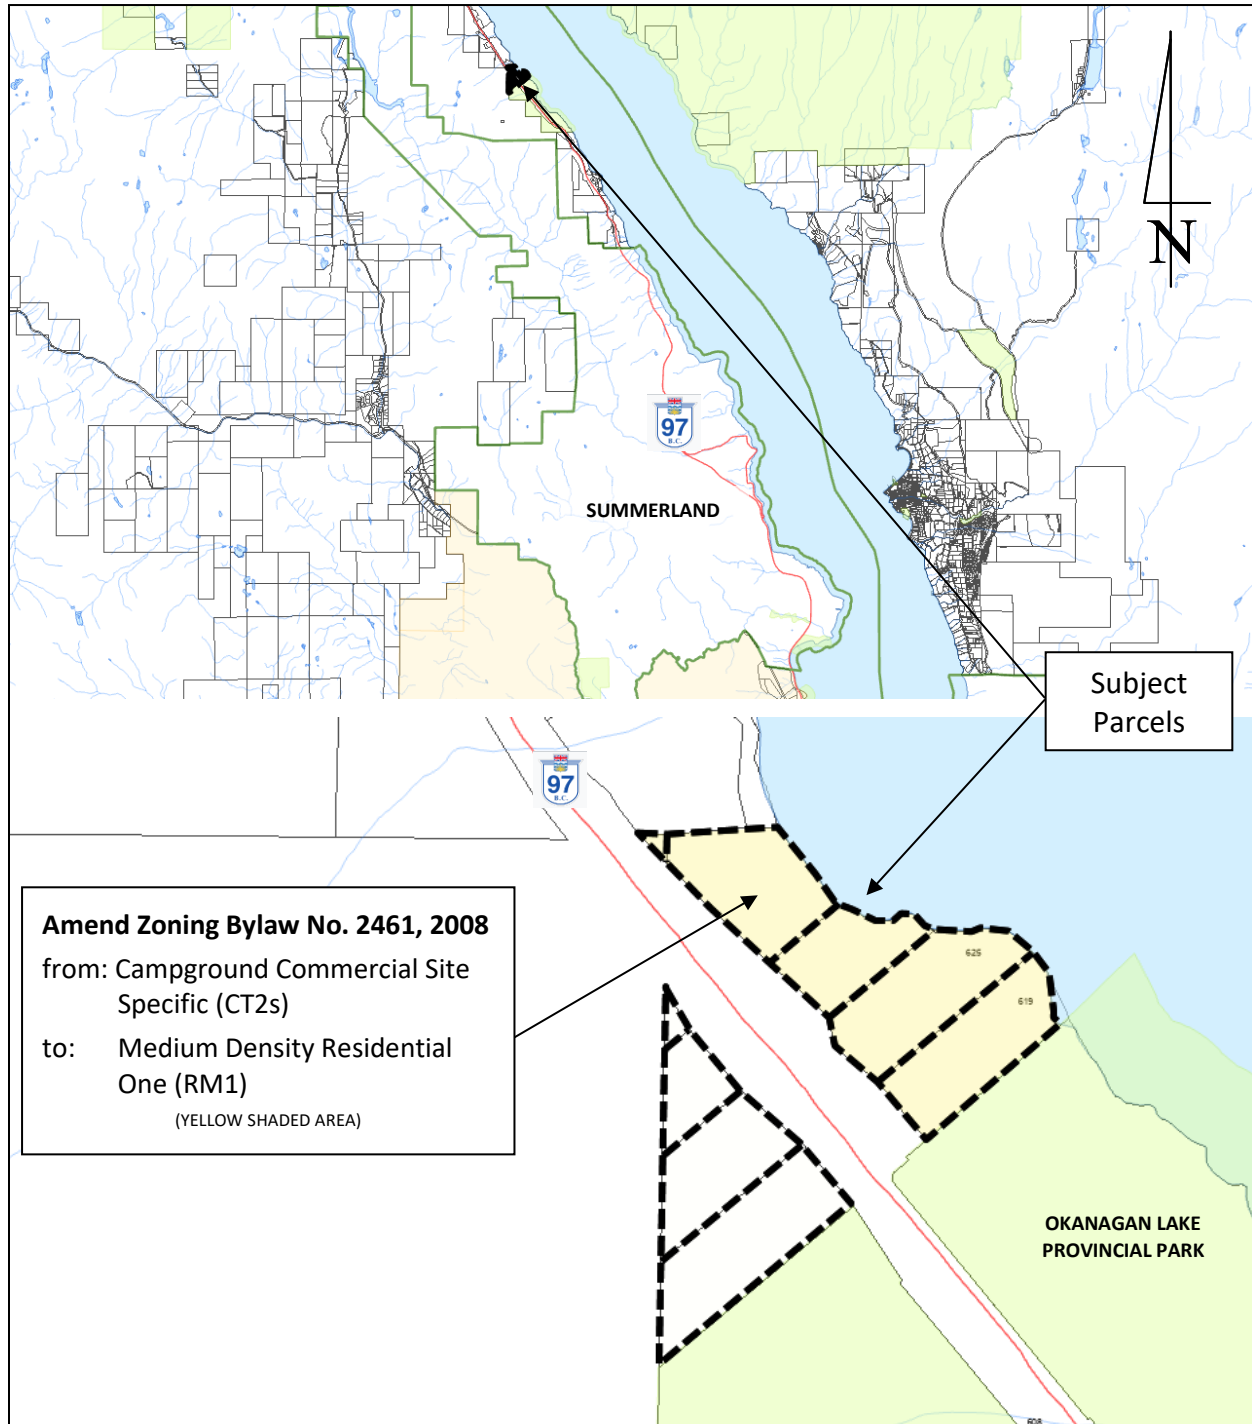 N
97
B.C.
SUMMERLAND
Subject
Parcels
97
B.C.
Amend Zoning Bylaw No. 2461, 2008
from: Campground Commercial Site
Specific (CT2s)
to: Medium Density Residential
One (RM1)
(YELLOW SHADED AREA)
625
619
OKANAGAN LAKE
PROVINCIAL PARK
608